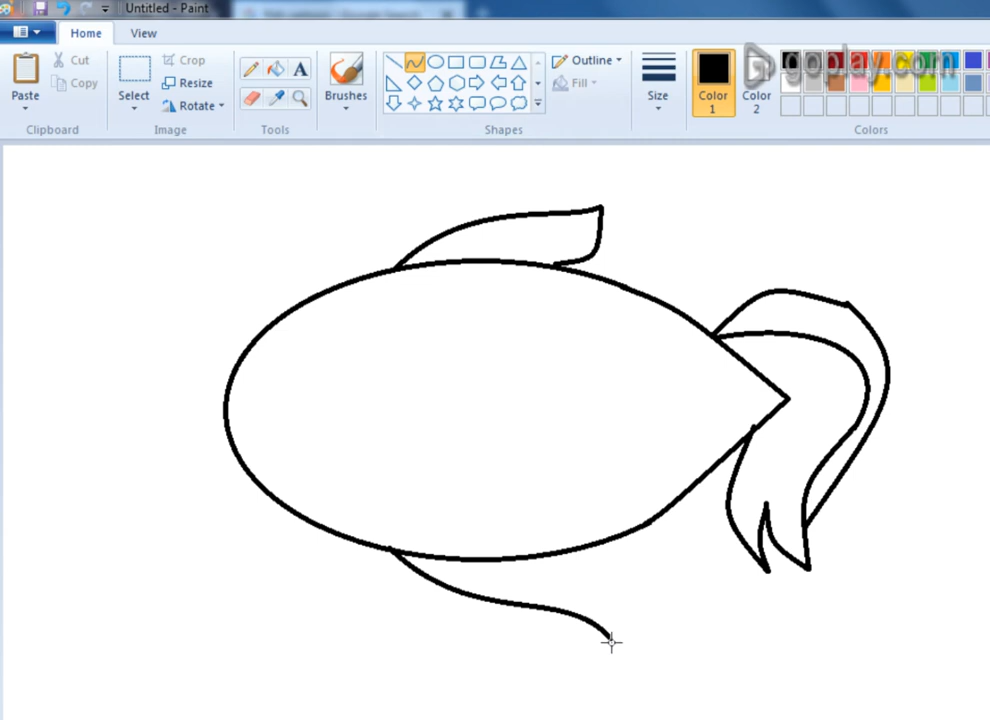 Untitled - Paint
Home View
Paste
Cut
Copy
Clipboard
Select
Crop
Resize
Rotate
Image
A
Tools
Brushes
Shapes
Outline
Fill
Size
Color 1
Color 2
Colors
goplay.com